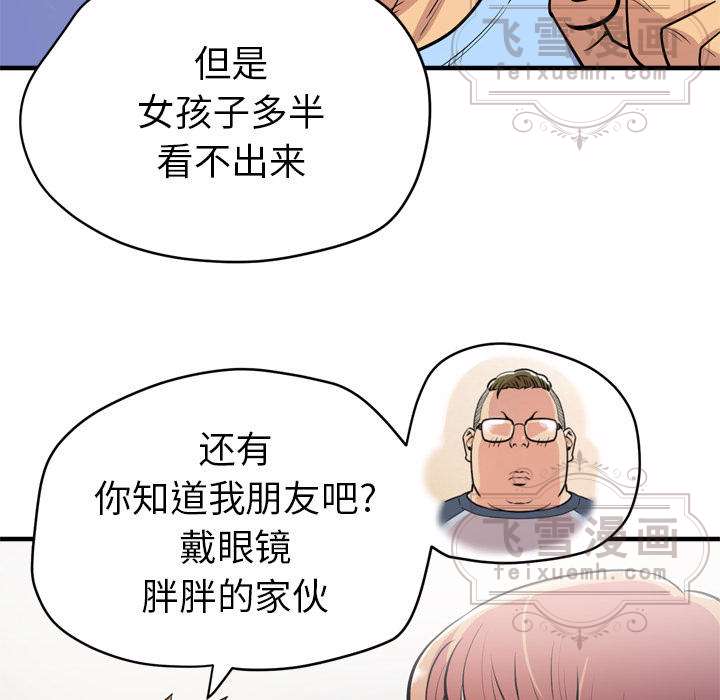 飞雪漫画
feixuemh.com
但是
女孩子多半
看不出来
还有
你知道我朋友吧?
戴眼镜
胖胖的家伙
飞雪漫画
feixuemh.com